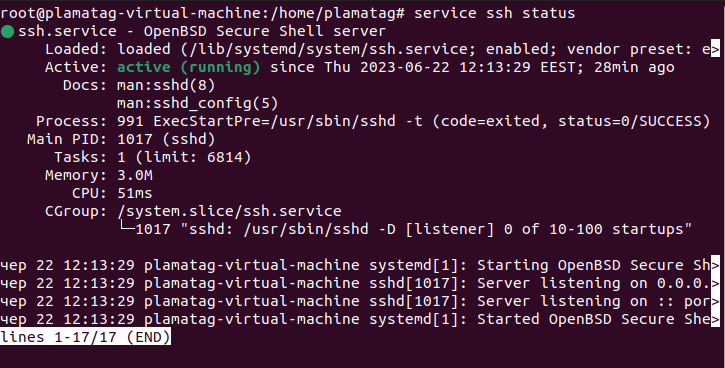 root@plamatag-virtual-machine:/home/plamatag# service ssh status
● ssh.service - OpenBSD Secure Shell server
     Loaded: loaded (/lib/systemd/system/ssh.service; enabled; vendor preset: e>
     Active: active (running) since Thu 2023-06-22 12:13:29 EEST; 28min ago
       Docs: man:sshd(8)
             man:sshd_config(5)
    Process: 991 ExecStartPre=/usr/sbin/sshd -t (code=exited, status=0/SUCCESS)
   Main PID: 1017 (sshd)
      Tasks: 1 (limit: 6814)
     Memory: 3.0M
        CPU: 51ms
     CGroup: /system.slice/ssh.service
             └─1017 "sshd: /usr/sbin/sshd -D [listener] 0 of 10-100 startups"
чер 22 12:13:29 plamatag-virtual-machine systemd[1]: Starting OpenBSD Secure Sh>
чер 22 12:13:29 plamatag-virtual-machine sshd[1017]: Server listening on 0.0.0.>
чер 22 12:13:29 plamatag-virtual-machine sshd[1017]: Server listening on :: por>
чер 22 12:13:29 plamatag-virtual-machine systemd[1]: Started OpenBSD Secure She>
lines 1-17/17 (END)